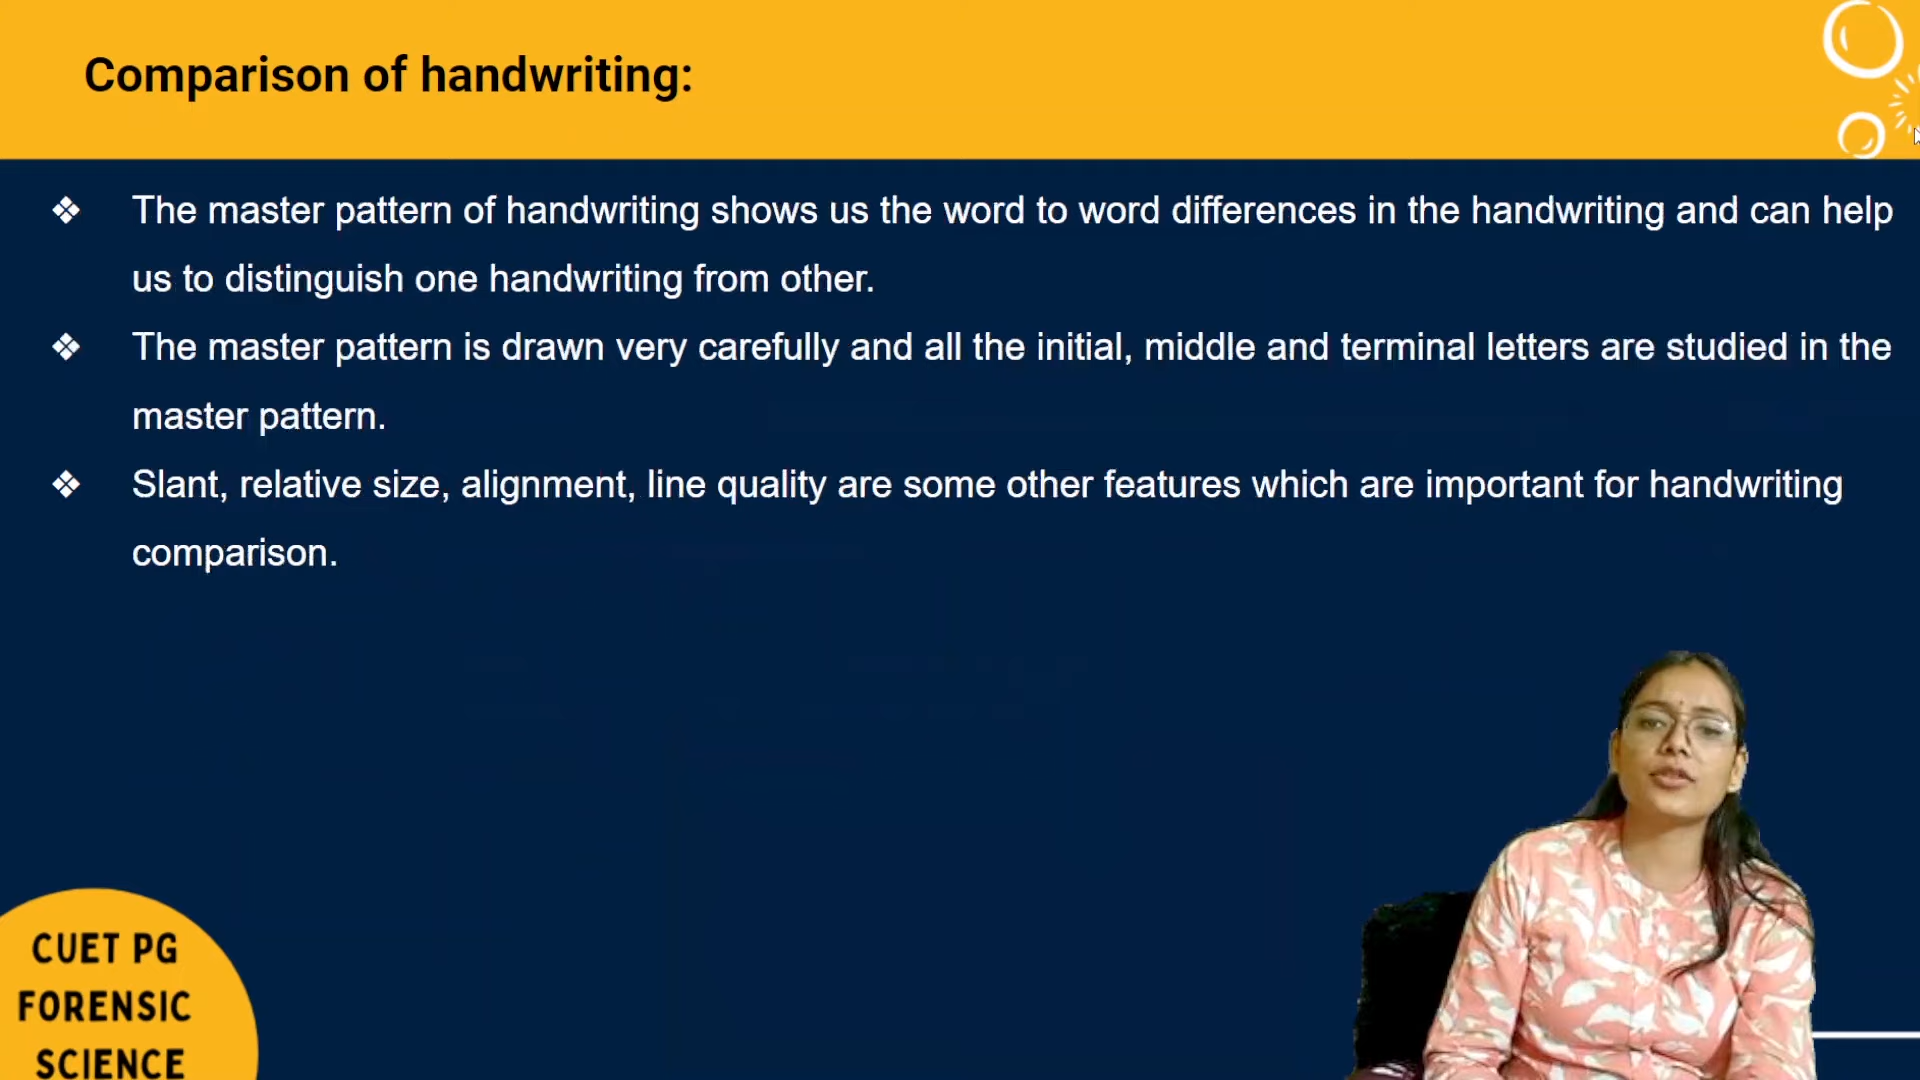 Comparison of handwriting:
❖ The master pattern of handwriting shows us the word to word differences in the handwriting and can help
us to distinguish one handwriting from other.
❖ The master pattern is drawn very carefully and all the initial, middle and terminal letters are studied in the
master pattern.
❖ Slant, relative size, alignment, line quality are some other features which are important for handwriting
comparison.
CUET PG
FORENSIC
SCIENCE